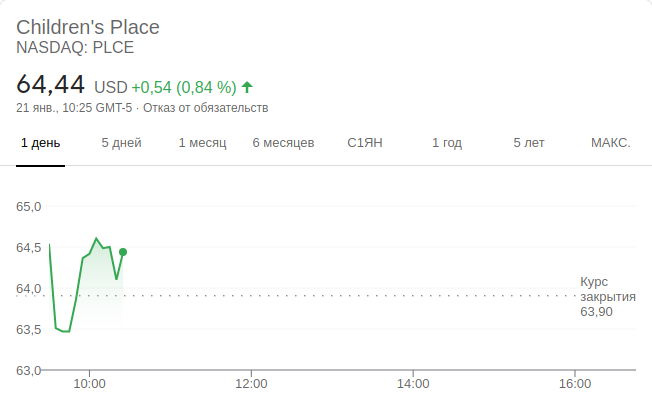 Children's Place
NASDAQ: PLCE
64,44 USD +0,54 (0,84 %)
21 янв., 10:25 GMT-5 · Отказ от обязательств
1 день 5 дней 1 месяц 6 месяцев С1ЯН 1 год 5 лет МАКС.
65,0
64,5
64,0
63,5
63,0
Курс
закрытия
63,90
10:00 12:00 14:00 16:00